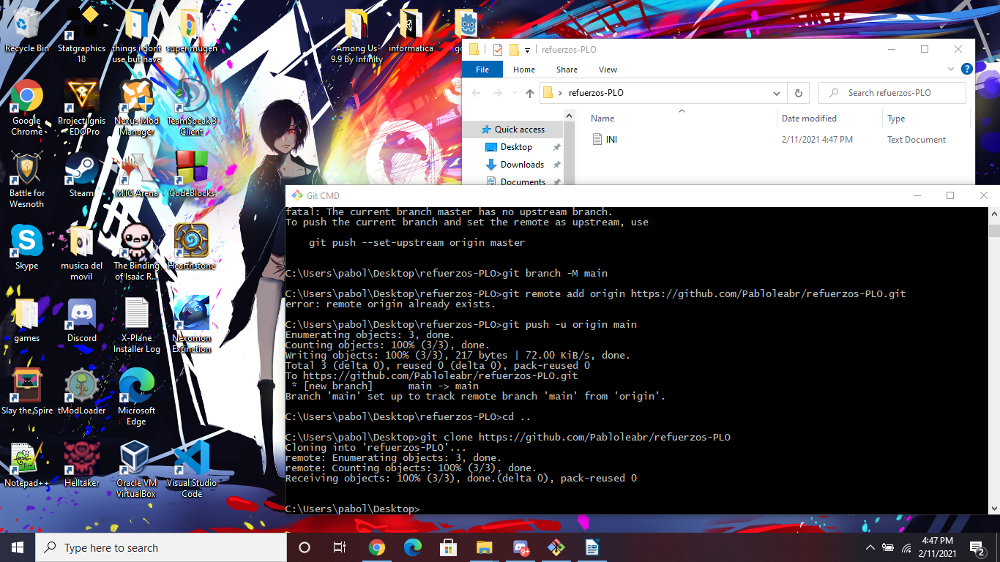 Recycle Bin
Statgraphics
18
things i dont
use but have
super mugen
Among Us
9.9 By Infinity
informatica
Google
Chrome
Project Ignis
- EDOPro
Nexus Mod
Manager
TeamSpeak 3
Client
Battle for
Wesnoth
Steam
MTG Arena
CodeBlocks
Skype
musica del
movil
The Binding
of Isaac R...
Hearthstone
games
Discord
X-Plane
Installer Log
Nexomon
Extinction
Slay the Spire
tModLoader
Microsoft
Edge
Notepad++
Helltaker
Oracle VM
VirtualBox
Visual Studio
Code
refuerzos-PLO
File
Home
Share
View
refuerzos-PLO
Search refuerzos-PLO
Quick access
Desktop
Downloads
Documents
Name
Date modified
Type
INI
2/11/2021 4:47 PM
Text Document
Git CMD
fatal: The current branch master has no upstream branch.
To push the current branch and set the remote as upstream, use
git push --set-upstream origin master
C:\Users\pabol\Desktop\refuerzos-PLO>git branch -M main
C:\Users\pabol\Desktop\refuerzos-PLO>git remote add origin https://github.com/Pabloleabr/refuerzos-PLO.git
error: remote origin already exists.
C:\Users\pabol\Desktop\refuerzos-PLO>git push -u origin main
Enumerating objects: 3, done.
Counting objects: 100% (3/3), done.
Writing objects: 100% (3/3), 217 bytes | 72.00 KiB/s, done.
Total 3 (delta 0), reused 0 (delta 0), pack-reused 0
To https://github.com/Pabloleabr/refuerzos-PLO.git
* [new branch]      main -> main
Branch 'main' set up to track remote branch 'main' from 'origin'.
C:\Users\pabol\Desktop\refuerzos-PLO>cd ..
C:\Users\pabol\Desktop>git clone https://github.com/Pabloleabr/refuerzos-PLO
Cloning into 'refuerzos-PLO'...
remote: Enumerating objects: 3, done.
remote: Counting objects: 100% (3/3), done.
Receiving objects: 100% (3/3), done.(delta 0), pack-reused 0
C:\Users\pabol\Desktop>
Type here to search
9+
4:47 PM
2/11/2021
2